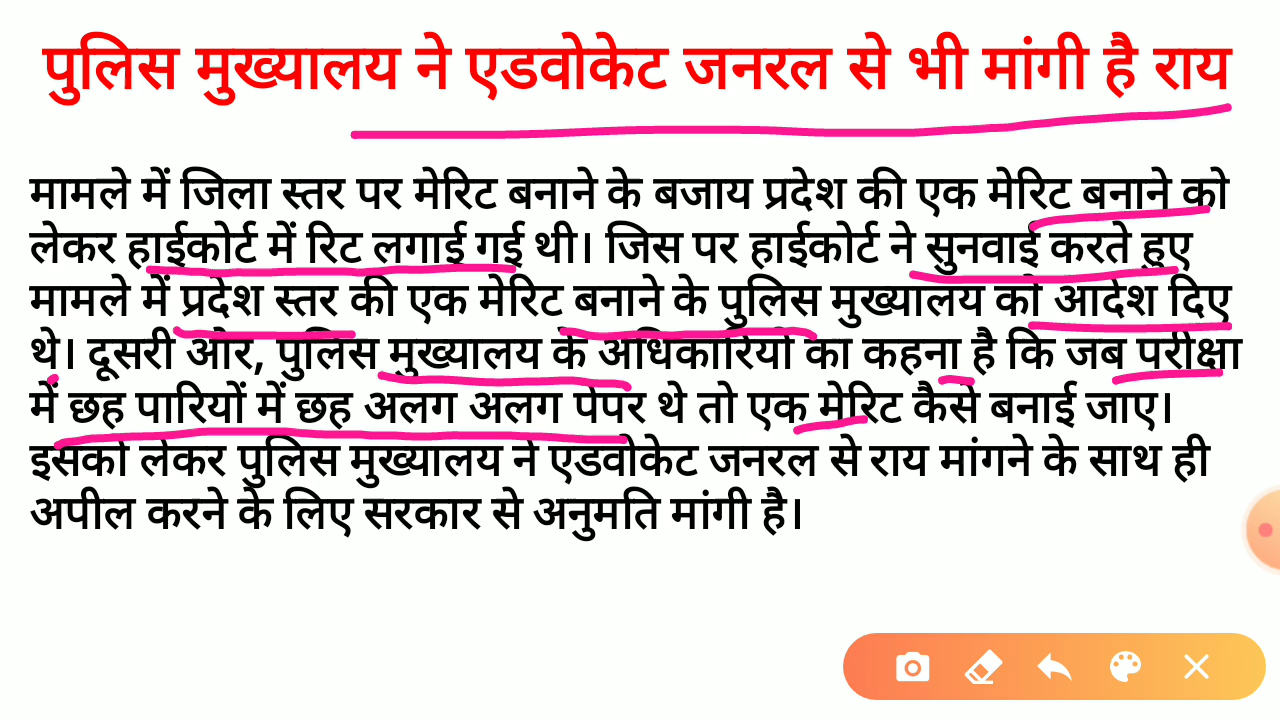 पुलिस मुख्यालय ने एडवोकेट जनरल से भी मांगी है राय
मामले में जिला स्तर पर मेरिट बनाने के बजाय प्रदेश की एक मेरिट बनाने को
लेकर हाईकोर्ट में रिट लगाई गई थी। जिस पर हाईकोर्ट ने सुनवाई करते हुए
मामले में प्रदेश स्तर की एक मेरिट बनाने के पुलिस मुख्यालय को आदेश दिए
थे। दूसरी ओर, पुलिस मुख्यालय के अधिकारियों का कहना है कि जब परीक्षा
में छह पारियों में छह अलग अलग पेपर थे तो एक मेरिट कैसे बनाई जाए।
इसको लेकर पुलिस मुख्यालय ने एडवोकेट जनरल से राय मांगने के साथ ही
अपील करने के लिए सरकार से अनुमति मांगी है।